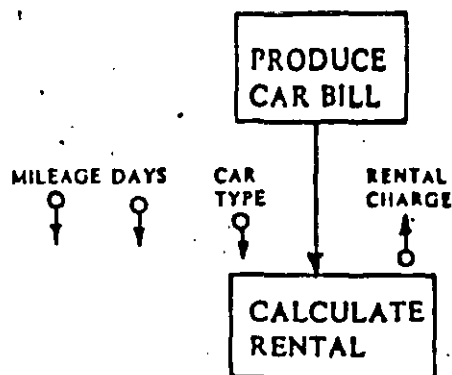 PRODUCE
CAR BILL
MILEAGE DAYS
CAR
TYPE
RENTAL
CHARGE
CALCULATE
RENTAL